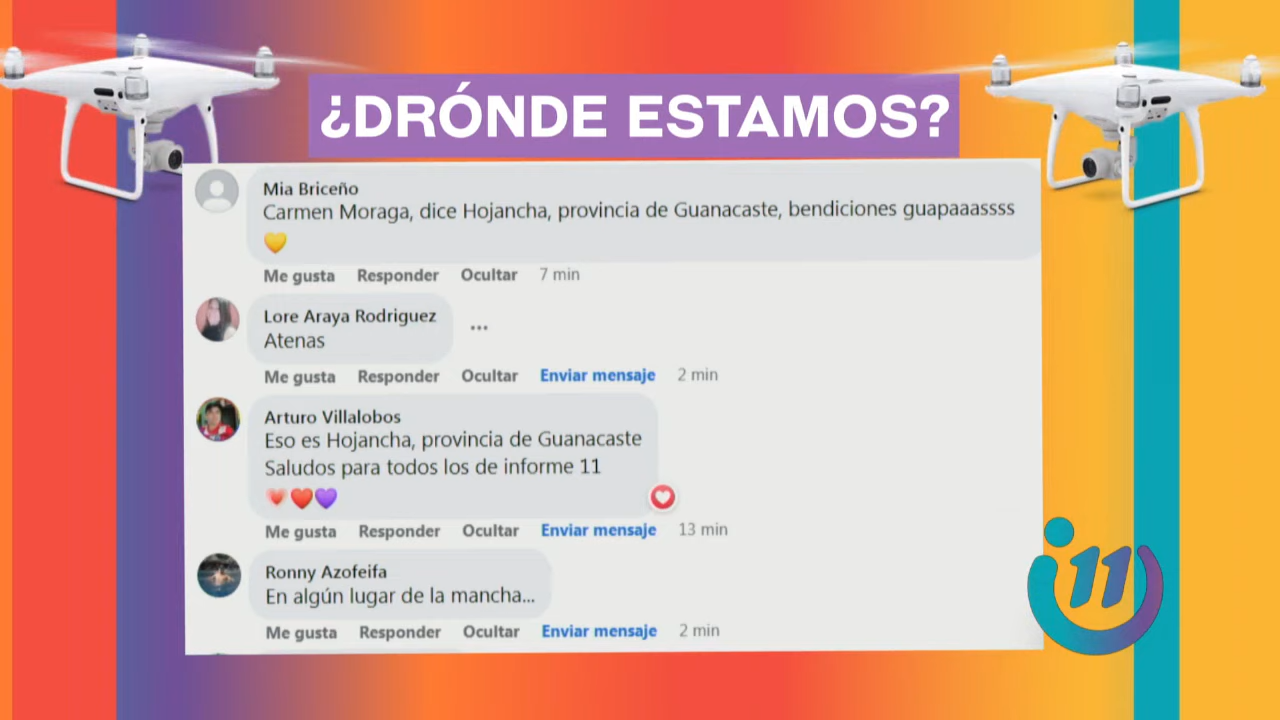 ¿DRÓNDE ESTAMOS?
Mia Briceño
Carmen Moraga, dice Hojancha, provincia de Guanacaste, bendiciones guapaaassss
💛
Me gusta Responder Ocultar 7 min
Lore Araya Rodriguez
Atenas
...
Me gusta Responder Ocultar Enviar mensaje 2 min
Arturo Villalobos
Eso es Hojancha, provincia de Guanacaste
Saludos para todos los de informe 11
💗❤️💜
Me gusta Responder Ocultar Enviar mensaje 13 min
Ronny Azofeifa
En algún lugar de la mancha...
Me gusta Responder Ocultar Enviar mensaje 2 min
11